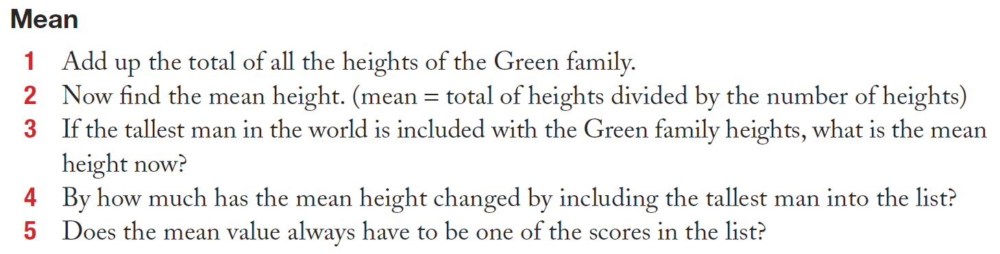 Mean
1 Add up the total of all the heights of the Green family.
2 Now find the mean height. (mean = total of heights divided by the number of heights)
3 If the tallest man in the world is included with the Green family heights, what is the mean
height now?
4 By how much has the mean height changed by including the tallest man into the list?
5 Does the mean value always have to be one of the scores in the list?